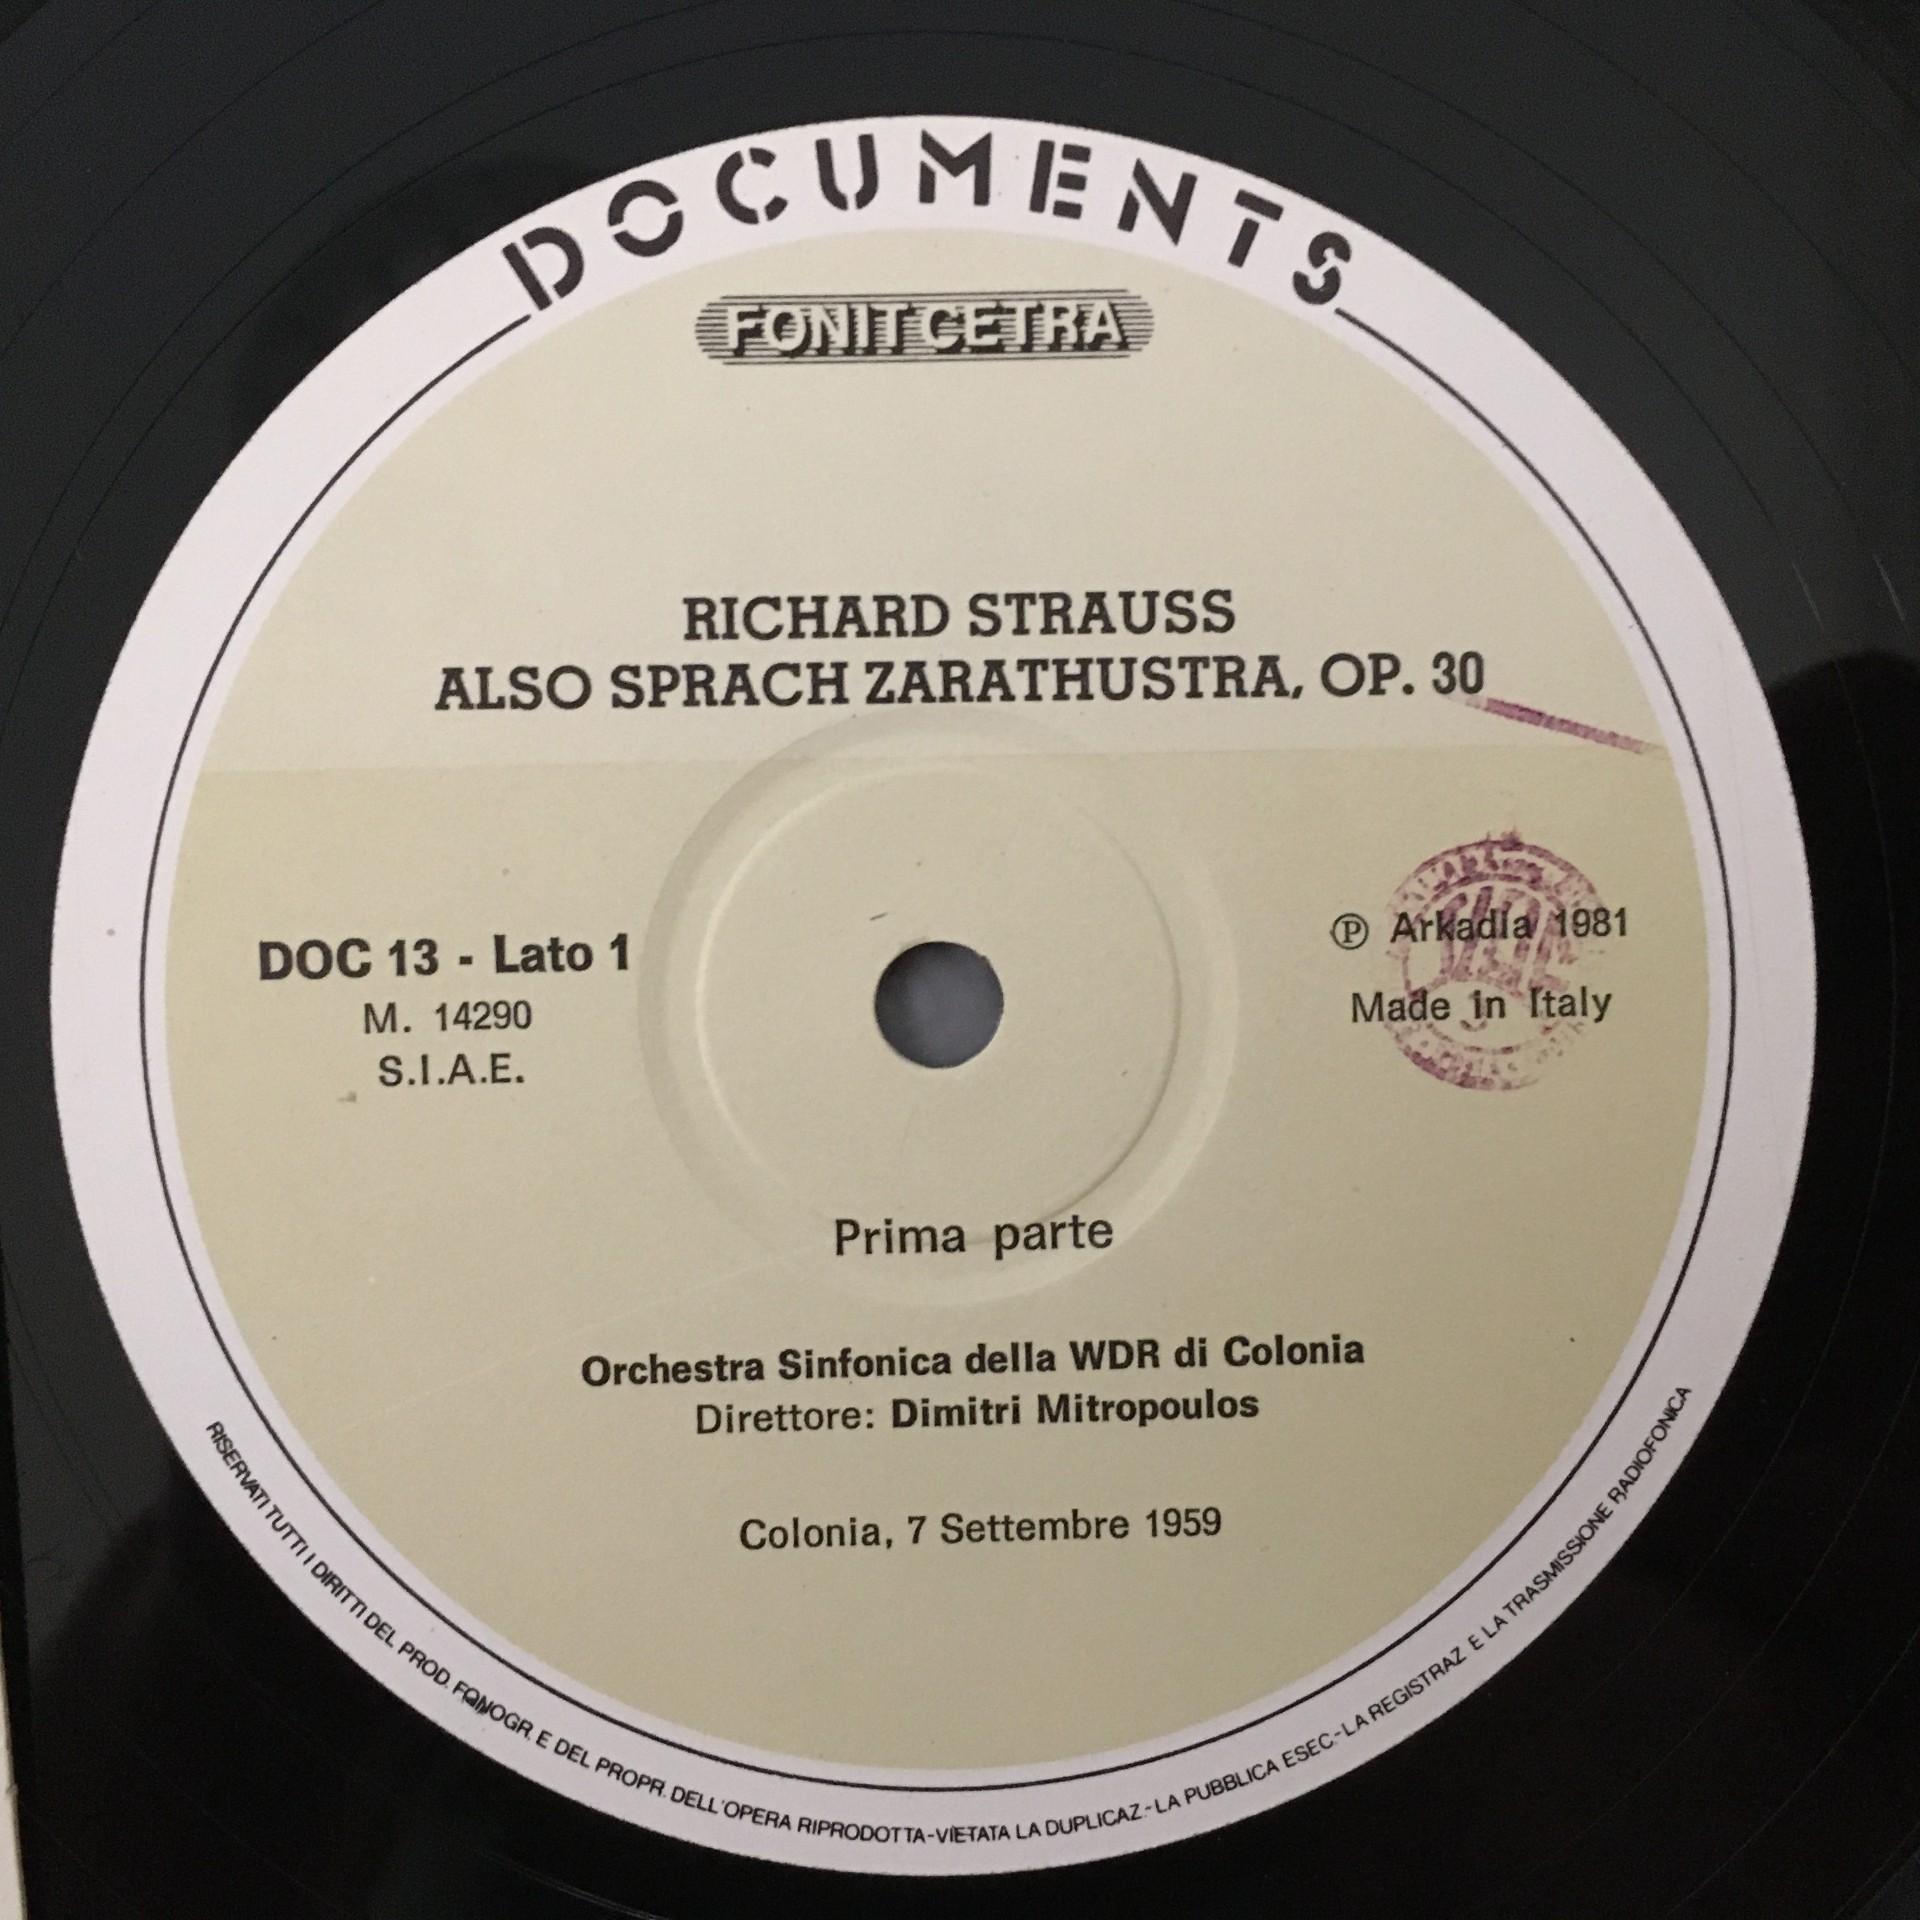 DOCUMENTS
FONIT CETRA
RICHARD STRAUSS
ALSO SPRACH ZARATHUSTRA, OP. 30
DOC 13 - Lato 1
M. 14290
S.I.A.E.
Ⓟ Arkadia 1981
Made in Italy
Prima parte
Orchestra Sinfonica della WDR di Colonia
Direttore: Dimitri Mitropoulos
Colonia, 7 Settembre 1959
RISERVATI TUTTI I DIRITTI DEL PROD. FONOGR. E DEL PROPR. DELL'OPERA RIPRODOTTA-VIETATA LA DUPLICAZ.-LA PUBBLICA ESEC.-LA REGISTRAZ E LA TRASMISSIONE RADIOFONICA